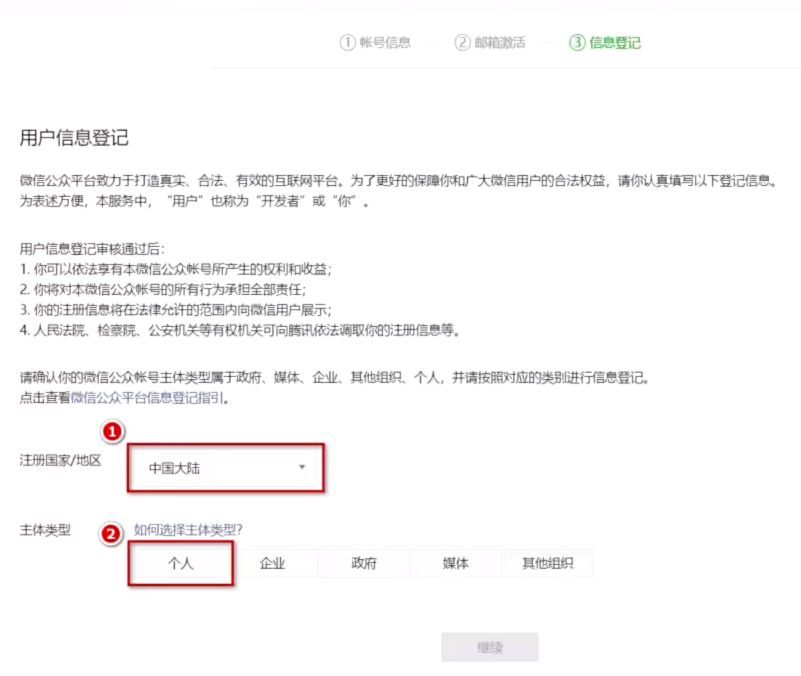 ① 帐号信息 ② 邮箱激活 ③ 信息登记
用户信息登记
微信公众平台致力于打造真实、合法、有效的互联网平台。为了更好的保障你和广大微信用户的合法权益，请你认真填写以下登记信息。
为表述方便，本服务中，“用户”也称为“开发者”或“你”。
用户信息登记审核通过后：
1. 你可以依法享有本微信公众帐号所产生的权利和收益；
2. 你将对本微信公众帐号的所有行为承担全部责任；
3. 你的注册信息将在法律允许的范围内向微信用户展示；
4. 人民法院、检察院、公安机关等有权机关可向腾讯依法调取你的注册信息等。
请确认你的微信公众帐号主体类型属于政府、媒体、企业、其他组织、个人，并请按照对应的类别进行信息登记。
点击查看微信公众平台信息登记指引。
1
注册国家/地区 中国大陆
主体类型 2 如何选择主体类型?
个人 企业 政府 媒体 其他组织
继续